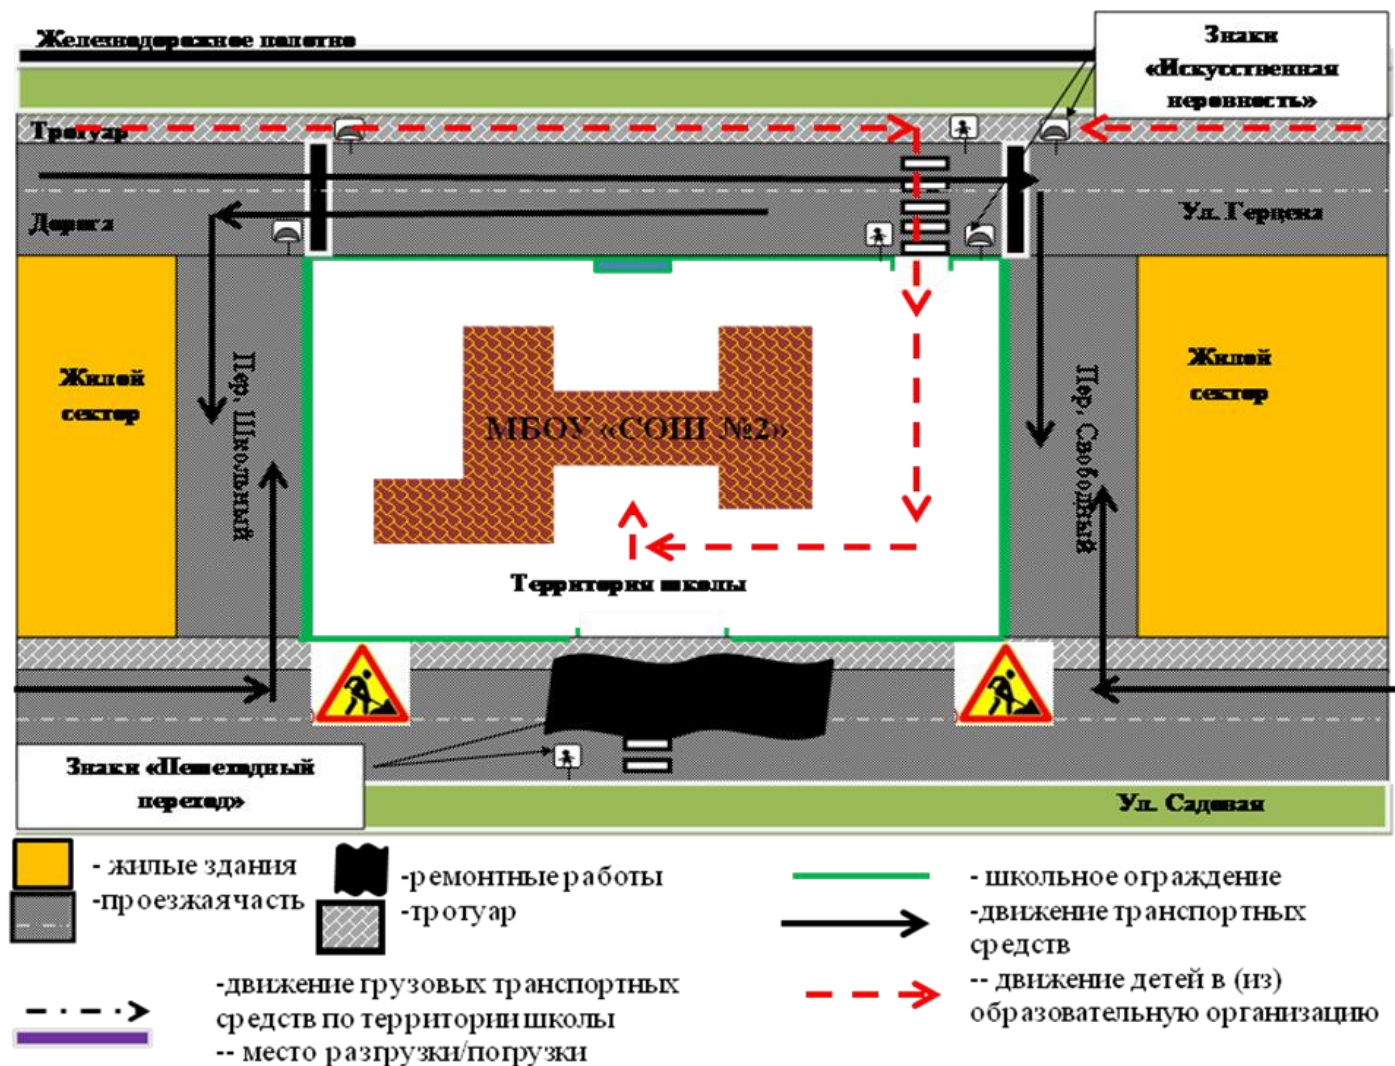 Железнодорожное полотно
Знаки
«Искусственная
неровность»
Тротуар
Дорога
Ул. Герцена
Жилой
сектор
Пер. Школьный
МБОУ «СОШ №2»
Пер. Свободный
Жилой
сектор
Территория школы
Знаки «Пешеходный
переход»
Ул. Садовая
- жилые здания
-проезжая часть
-ремонтные работы
-тротуар
- школьное ограждение
-движение транспортных
средств
-- движение детей в (из)
образовательную организацию
-движение грузовых транспортных
средств по территории школы
-- место разгрузки/погрузки